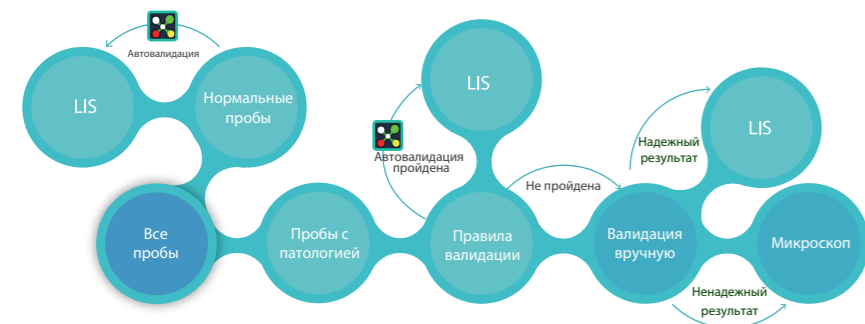 Автовалидация
LIS
Нормальные
пробы
LIS
Автовалидация
пройдена
LIS
Надежный
результат
Не пройдена
Все
пробы
Пробы с
патологией
Правила
валидации
Валидация
вручную
Микроскоп
Ненадежный
результат